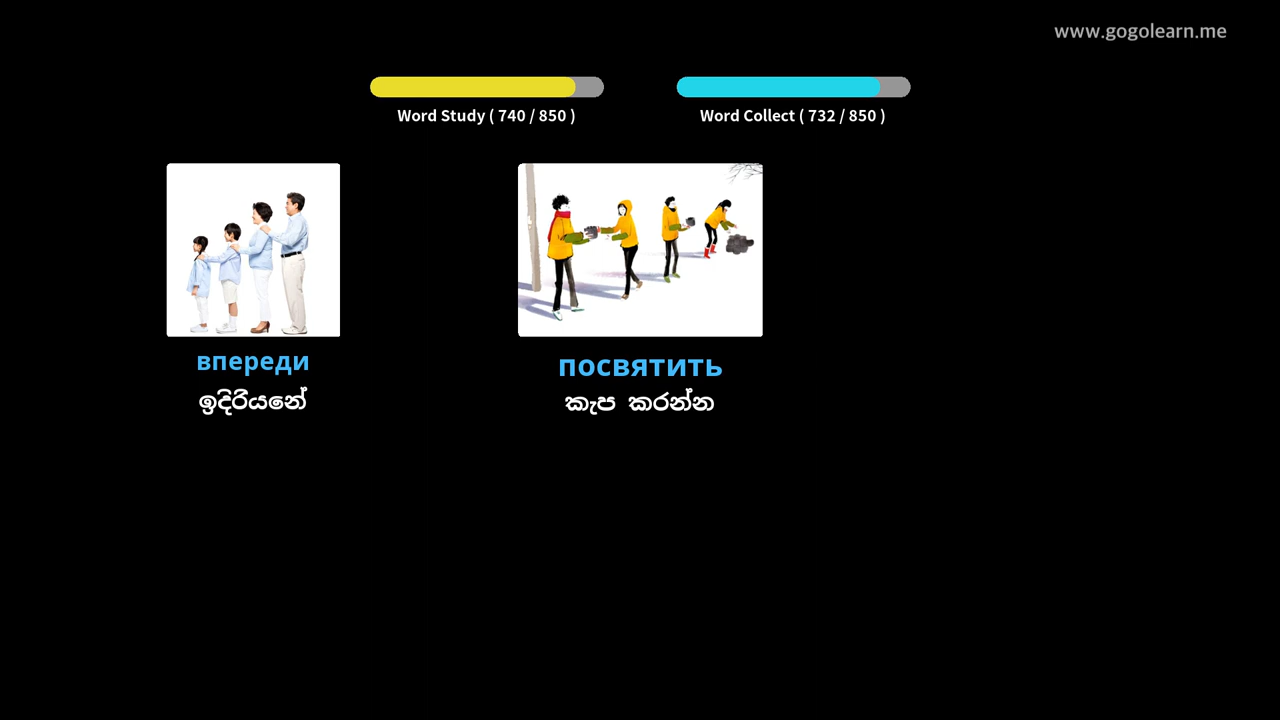 www.gogolearn.me
Word Study ( 740 / 850 )
Word Collect ( 732 / 850 )
впереди
ඉදිරියනේ
посвятить
කැප කරන්න